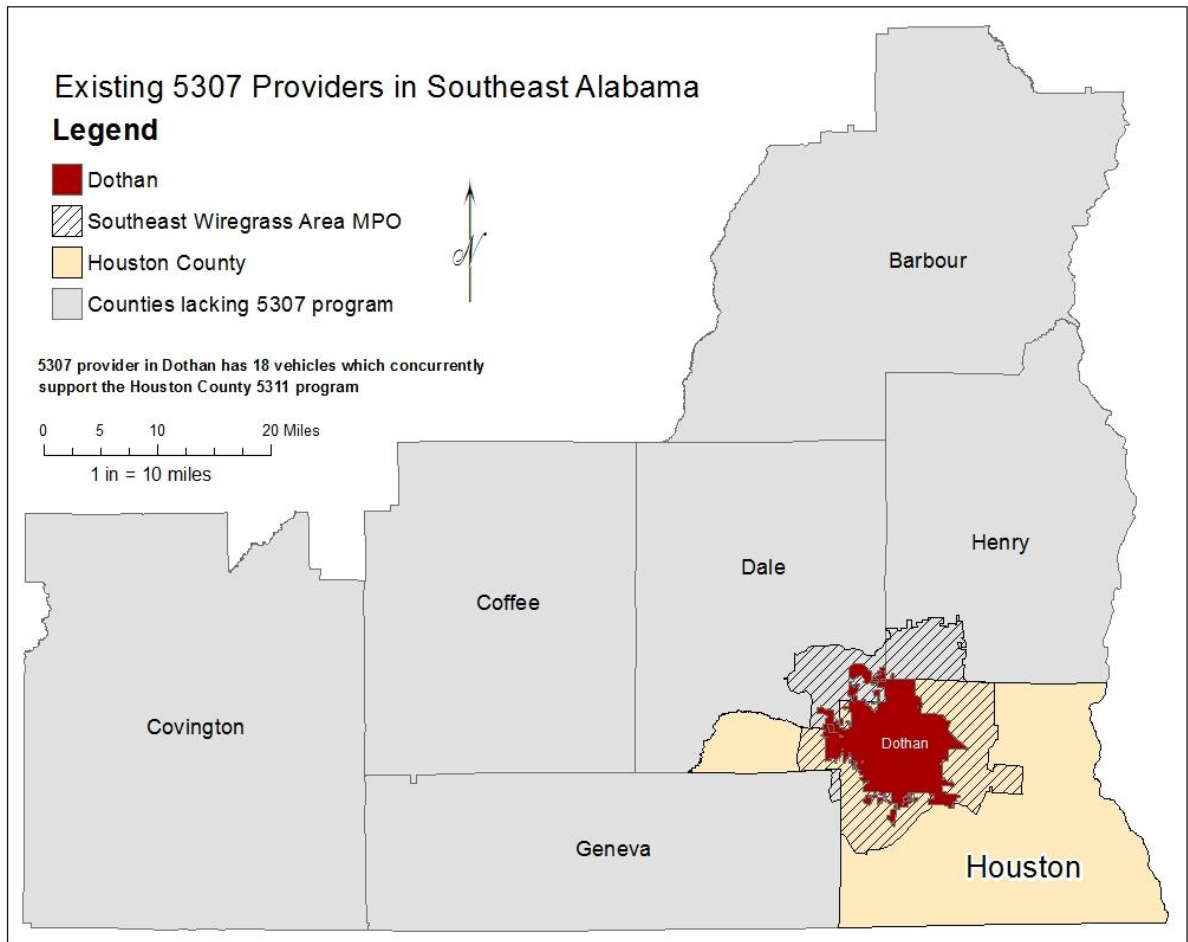 Existing 5307 Providers in Southeast Alabama
Legend
Dothan
Southeast Wiregrass Area MPO
Houston County
Counties lacking 5307 program
N
5307 provider in Dothan has 18 vehicles which concurrently
support the Houston County 5311 program
0 5 10 20 Miles
1 in = 10 miles
Barbour
Henry
Dale
Coffee
Covington
Dothan
Geneva
Houston